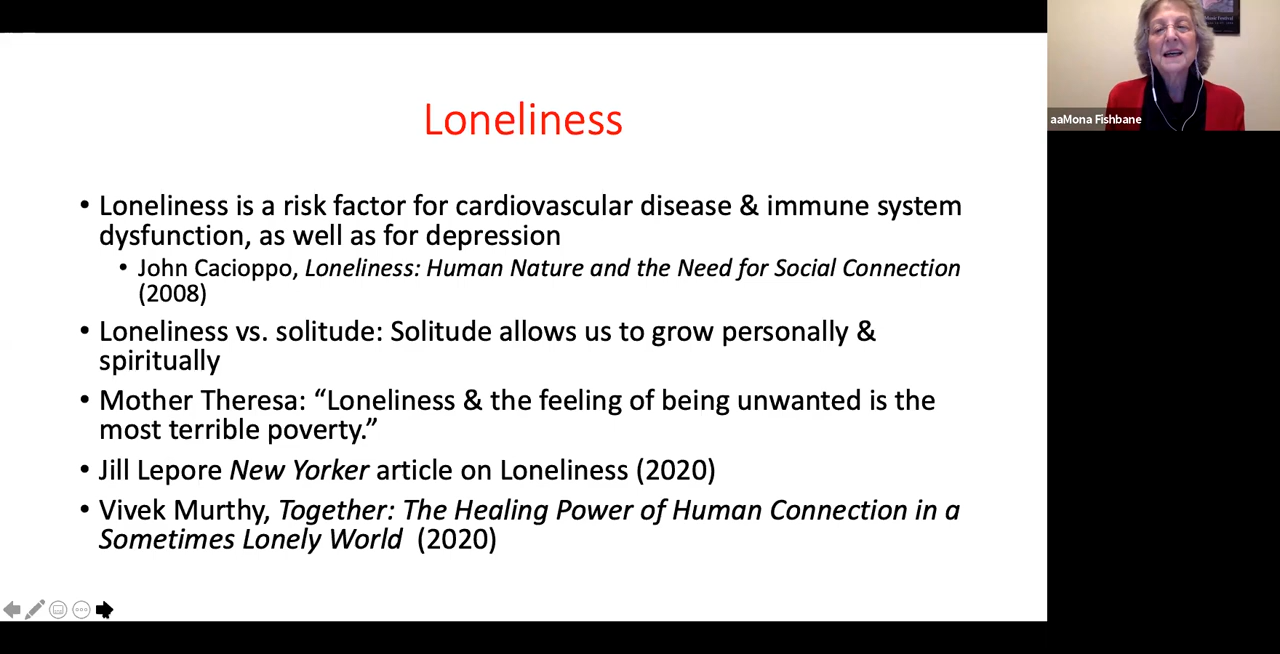 Loneliness
• Loneliness is a risk factor for cardiovascular disease & immune system
dysfunction, as well as for depression
• John Cacioppo, Loneliness: Human Nature and the Need for Social Connection
(2008)
• Loneliness vs. solitude: Solitude allows us to grow personally &
spiritually
• Mother Theresa: “Loneliness & the feeling of being unwanted is the
most terrible poverty.”
• Jill Lepore New Yorker article on Loneliness (2020)
• Vivek Murthy, Together: The Healing Power of Human Connection in a
Sometimes Lonely World (2020)
Music Festival
aaMona Fishbane